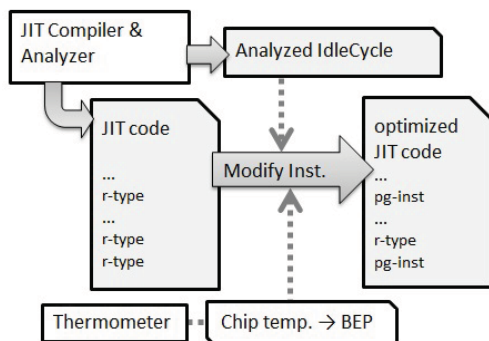 JIT Compiler &
Analyzer
Analyzed IdleCycle
JIT code
...
r-type
...
r-type
r-type
Modify Inst.
optimized
JIT code
...
pg-inst
...
r-type
pg-inst
Thermometer
Chip temp. → BEP